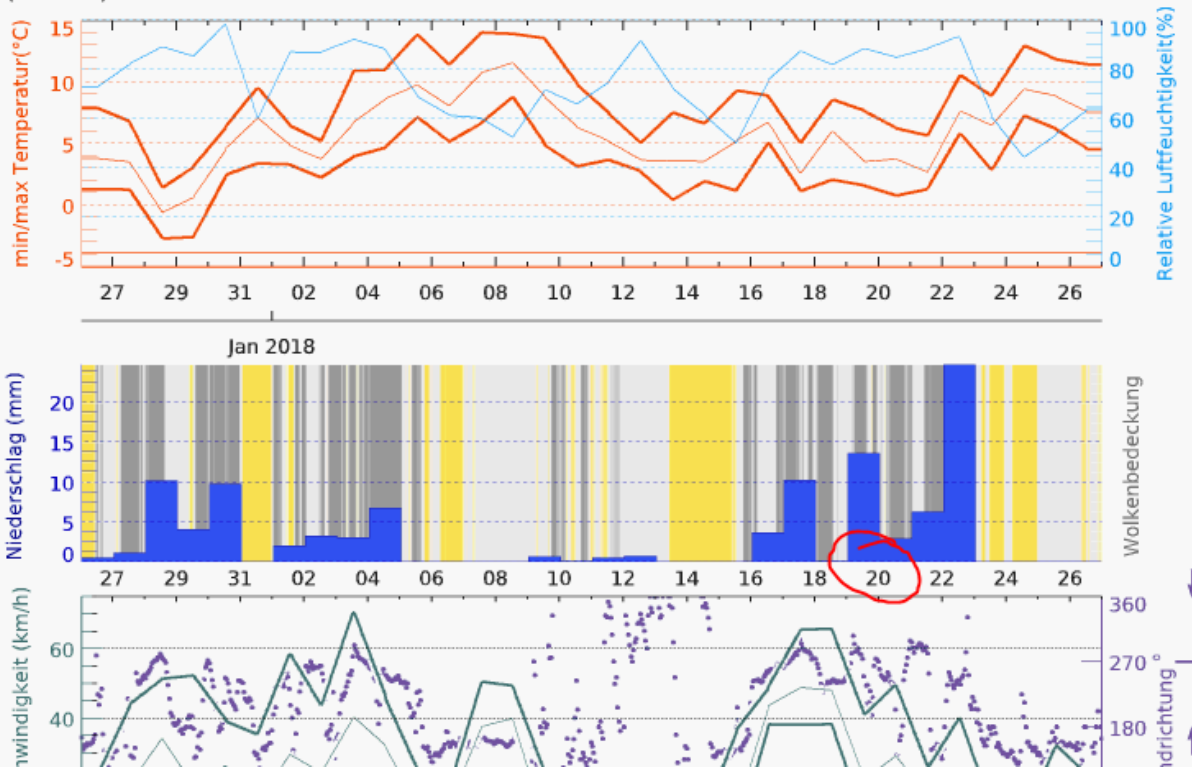 15
10
5
0
-5
min/max Temperatur(°C)
100
80
60
40
20
0
Relative Luftfeuchtigkeit(%)
27 29 31 02 04 06 08 10 12 14 16 18 20 22 24 26
Jan 2018
20
15
10
5
0
Niederschlag (mm)
Wolkenbedeckung
27 29 31 02 04 06 08 10 12 14 16 18 20 22 24 26
60
40
nwindigkeit (km/h)
360
270
180
ndrichtung °